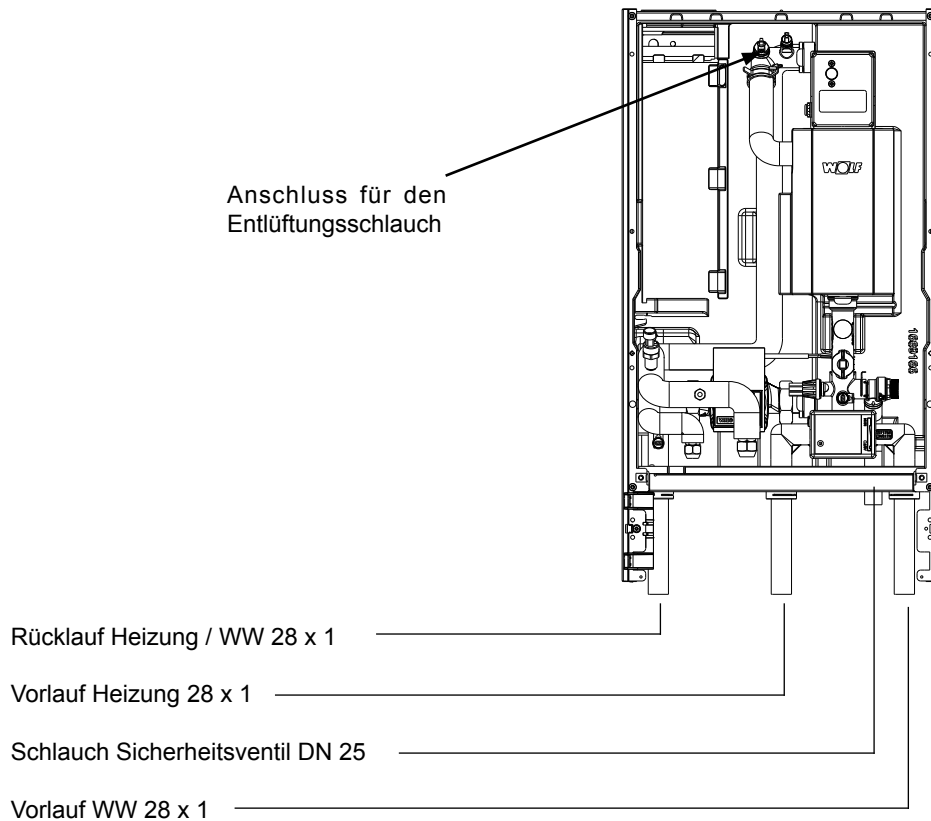 WOLF
Anschluss für den
Entlüftungsschlauch
1669166
Rücklauf Heizung / WW 28 x 1
Vorlauf Heizung 28 x 1
Schlauch Sicherheitsventil DN 25
Vorlauf WW 28 x 1